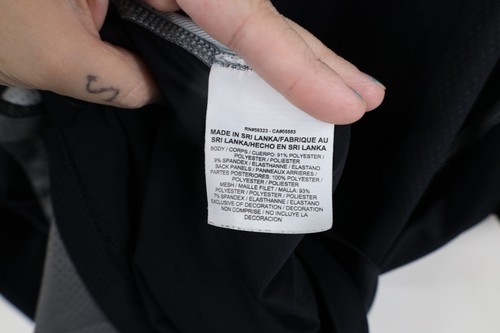 RN#56323 - CA#05553
MADE IN SRI LANKA/FABRIQUE AU
SRI LANKA/HECHO EN SRI LANKA
BODY / CORPS / CUERPO: 91% POLYESTER /
POLYESTER / POLIESTER
9% SPANDEX / ELASTHANNE / ELASTANO
BACK PANELS / PANNEAUX ARRIERES /
PARTES POSTERIORES: 100% POLYESTER /
POLYESTER / POLIESTER
MESH / MAILLE FILET / MALLA: 93%
POLYESTER / POLYESTER / POLIESTER
7% SPANDEX / ELASTHANNE / ELASTANO
EXCLUSIVE OF DECORATION / DECORATION
NON COMPRISE / NO INCLUYE LA
DECORACION
S